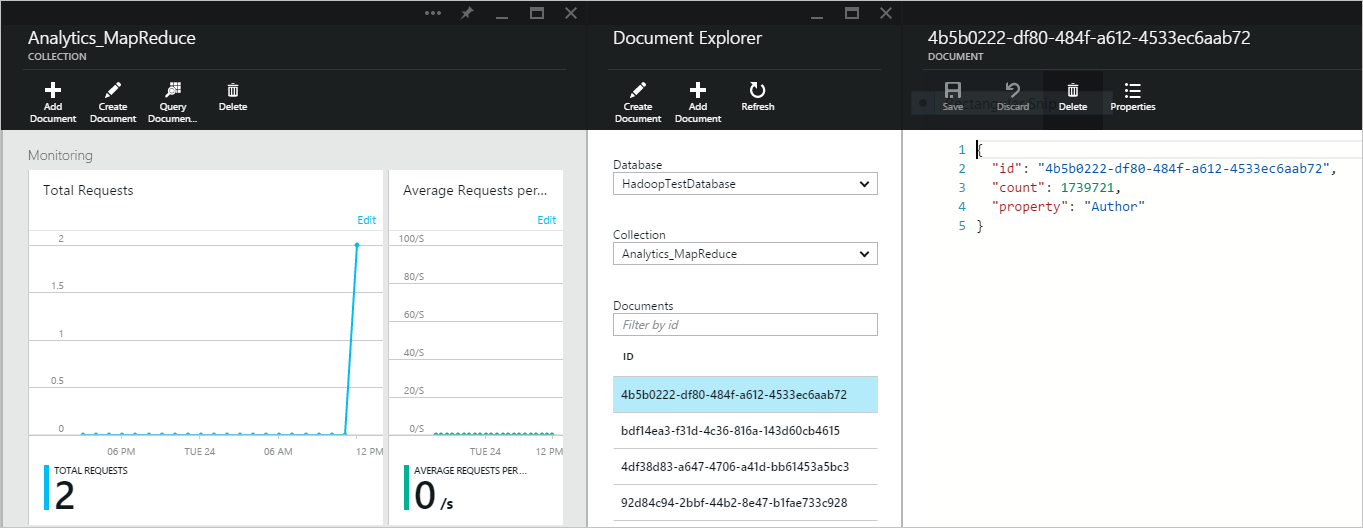 Analytics_MapReduce
COLLECTION
Add Document
Create Document
Query Documen...
Delete
Monitoring
Total Requests
Edit
2
1.5
1
0.5
0
06 PM
TUE 24
06 AM
12 PM
TOTAL REQUESTS
2
Average Requests per...
Edit
100/S
80/S
60/S
40/S
20/S
0/S
TUE 24
12 PM
AVERAGE REQUESTS PER...
0 /s
Document Explorer
Create Document
Add Document
Refresh
Database
HadoopTestDatabase
Collection
Analytics_MapReduce
Documents
Filter by id
ID
4b5b0222-df80-484f-a612-4533ec6aab72
bdf14ea3-f31d-4c36-816a-143d60cb4615
4df38d83-a647-4706-a41d-bb61453a5bc3
92d84c94-2bbf-44b2-8e47-b1fae733c928
4b5b0222-df80-484f-a612-4533ec6aab72
DOCUMENT
Save
Discard
Delete
Properties
1 {
2 "id": "4b5b0222-df80-484f-a612-4533ec6aab72",
3 "count": 1739721,
4 "property": "Author"
5 }